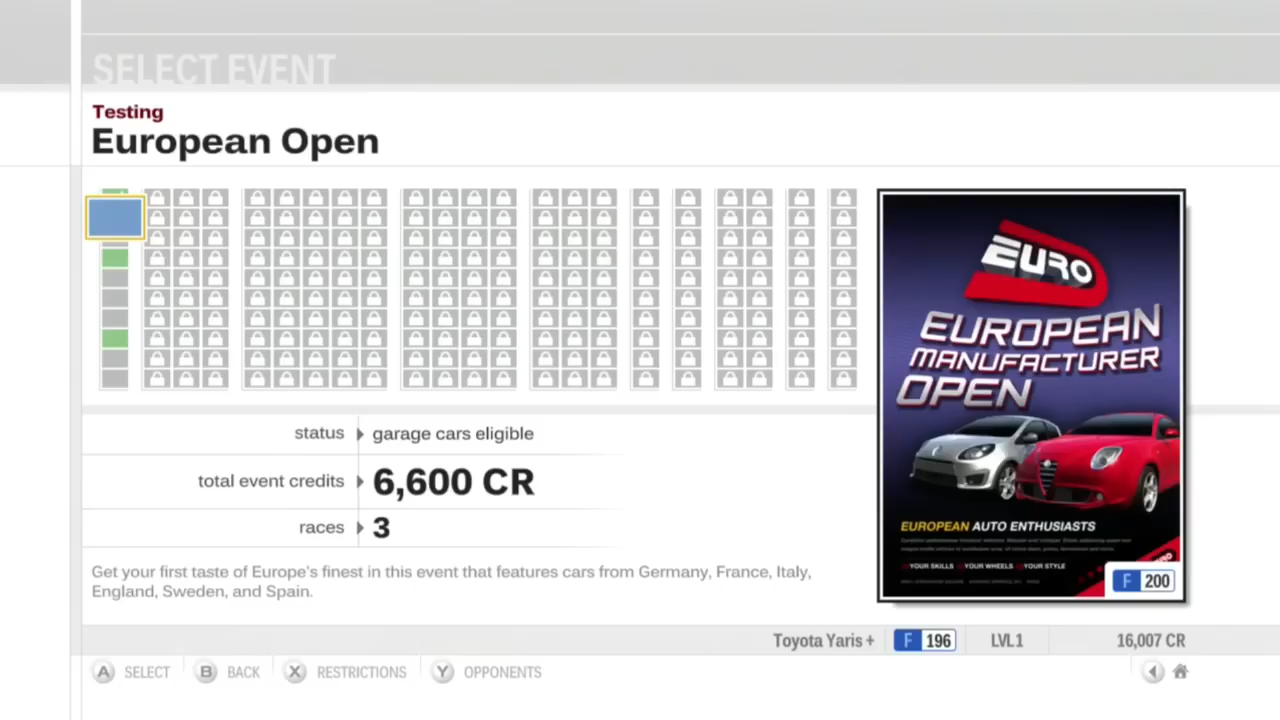 SELECT EVENT
Testing
European Open
EURO
EUROPEAN
MANUFACTURER
OPEN
EUROPEAN AUTO ENTHUSIASTS
YOUR SKILLS YOUR WHEELS YOUR STYLE
F 200
status garage cars eligible
total event credits 6,600 CR
races 3
Get your first taste of Europe's finest in this event that features cars from Germany, France, Italy,
England, Sweden, and Spain.
Toyota Yaris + F 196 LVL1 16,007 CR
A SELECT B BACK X RESTRICTIONS Y OPPONENTS